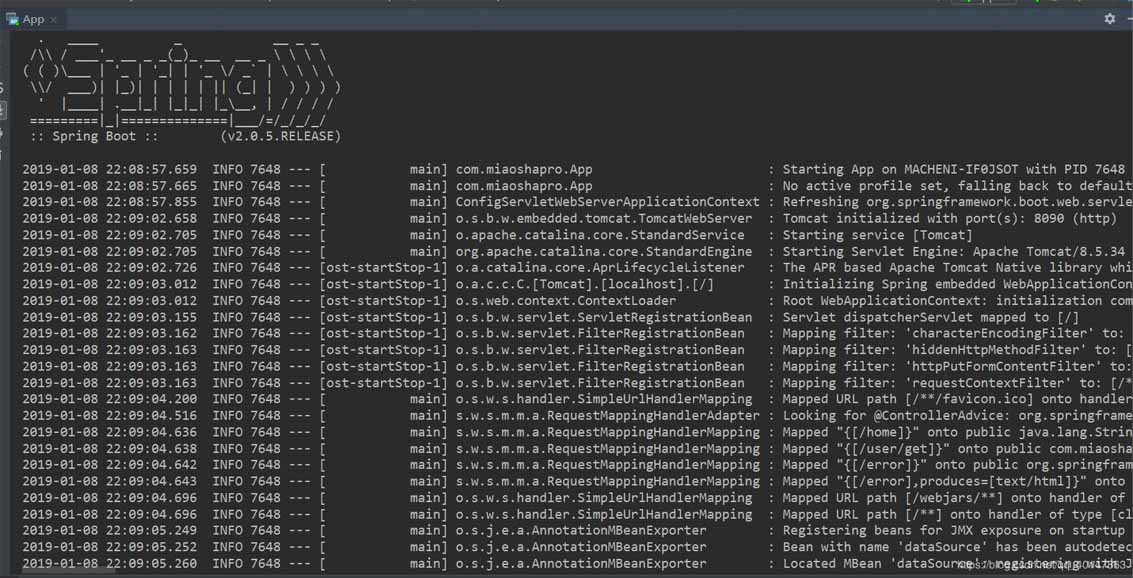 App
:: Spring Boot ::        (v2.0.5.RELEASE)
2019-01-08 22:08:57.659  INFO 7648 --- [           main] com.miaoshapro.App                       : Starting App on MACHENI-IF0JSOT with PID 7648
2019-01-08 22:08:57.665  INFO 7648 --- [           main] com.miaoshapro.App                       : No active profile set, falling back to default
2019-01-08 22:08:57.855  INFO 7648 --- [           main] ConfigServletWebServerApplicationContext : Refreshing org.springframework.boot.web.servle
2019-01-08 22:09:02.658  INFO 7648 --- [           main] o.s.b.w.embedded.tomcat.TomcatWebServer  : Tomcat initialized with port(s): 8090 (http)
2019-01-08 22:09:02.705  INFO 7648 --- [           main] o.apache.catalina.core.StandardService   : Starting service [Tomcat]
2019-01-08 22:09:02.705  INFO 7648 --- [           main] org.apache.catalina.core.StandardEngine  : Starting Servlet Engine: Apache Tomcat/8.5.34
2019-01-08 22:09:02.726  INFO 7648 --- [ost-startStop-1] o.a.catalina.core.AprLifecycleListener   : The APR based Apache Tomcat Native library whi
2019-01-08 22:09:03.012  INFO 7648 --- [ost-startStop-1] o.a.c.c.C.[Tomcat].[localhost].[/]       : Initializing Spring embedded WebApplicationCon
2019-01-08 22:09:03.012  INFO 7648 --- [ost-startStop-1] o.s.web.context.ContextLoader            : Root WebApplicationContext: initialization com
2019-01-08 22:09:03.155  INFO 7648 --- [ost-startStop-1] o.s.b.w.servlet.ServletRegistrationBean  : Servlet dispatcherServlet mapped to [/]
2019-01-08 22:09:03.162  INFO 7648 --- [ost-startStop-1] o.s.b.w.servlet.FilterRegistrationBean   : Mapping filter: 'characterEncodingFilter' to:
2019-01-08 22:09:03.163  INFO 7648 --- [ost-startStop-1] o.s.b.w.servlet.FilterRegistrationBean   : Mapping filter: 'hiddenHttpMethodFilter' to: [
2019-01-08 22:09:03.163  INFO 7648 --- [ost-startStop-1] o.s.b.w.servlet.FilterRegistrationBean   : Mapping filter: 'httpPutFormContentFilter' to:
2019-01-08 22:09:03.163  INFO 7648 --- [ost-startStop-1] o.s.b.w.servlet.FilterRegistrationBean   : Mapping filter: 'requestContextFilter' to: [/*
2019-01-08 22:09:04.200  INFO 7648 --- [           main] o.s.w.s.handler.SimpleUrlHandlerMapping  : Mapped URL path [/**/favicon.ico] onto handler
2019-01-08 22:09:04.516  INFO 7648 --- [           main] s.w.s.m.m.a.RequestMappingHandlerAdapter : Looking for @ControllerAdvice: org.springframe
2019-01-08 22:09:04.636  INFO 7648 --- [           main] s.w.s.m.m.a.RequestMappingHandlerMapping : Mapped "{[/home]}" onto public java.lang.Strin
2019-01-08 22:09:04.638  INFO 7648 --- [           main] s.w.s.m.m.a.RequestMappingHandlerMapping : Mapped "{[/user/get]}" onto public com.miaosha
2019-01-08 22:09:04.642  INFO 7648 --- [           main] s.w.s.m.m.a.RequestMappingHandlerMapping : Mapped "{[/error]}" onto public org.springfram
2019-01-08 22:09:04.643  INFO 7648 --- [           main] s.w.s.m.m.a.RequestMappingHandlerMapping : Mapped "{[/error],produces=[text/html]}" onto
2019-01-08 22:09:04.696  INFO 7648 --- [           main] o.s.w.s.handler.SimpleUrlHandlerMapping  : Mapped URL path [/webjars/**] onto handler of
2019-01-08 22:09:04.696  INFO 7648 --- [           main] o.s.w.s.handler.SimpleUrlHandlerMapping  : Mapped URL path [/**] onto handler of type [cl
2019-01-08 22:09:05.249  INFO 7648 --- [           main] o.s.j.e.a.AnnotationMBeanExporter        : Registering beans for JMX exposure on startup
2019-01-08 22:09:05.252  INFO 7648 --- [           main] o.s.j.e.a.AnnotationMBeanExporter        : Bean with name 'dataSource' has been autodetec
2019-01-08 22:09:05.260  INFO 7648 --- [           main] o.s.j.e.a.AnnotationMBeanExporter        : Located MBean 'dataSource': registering with J